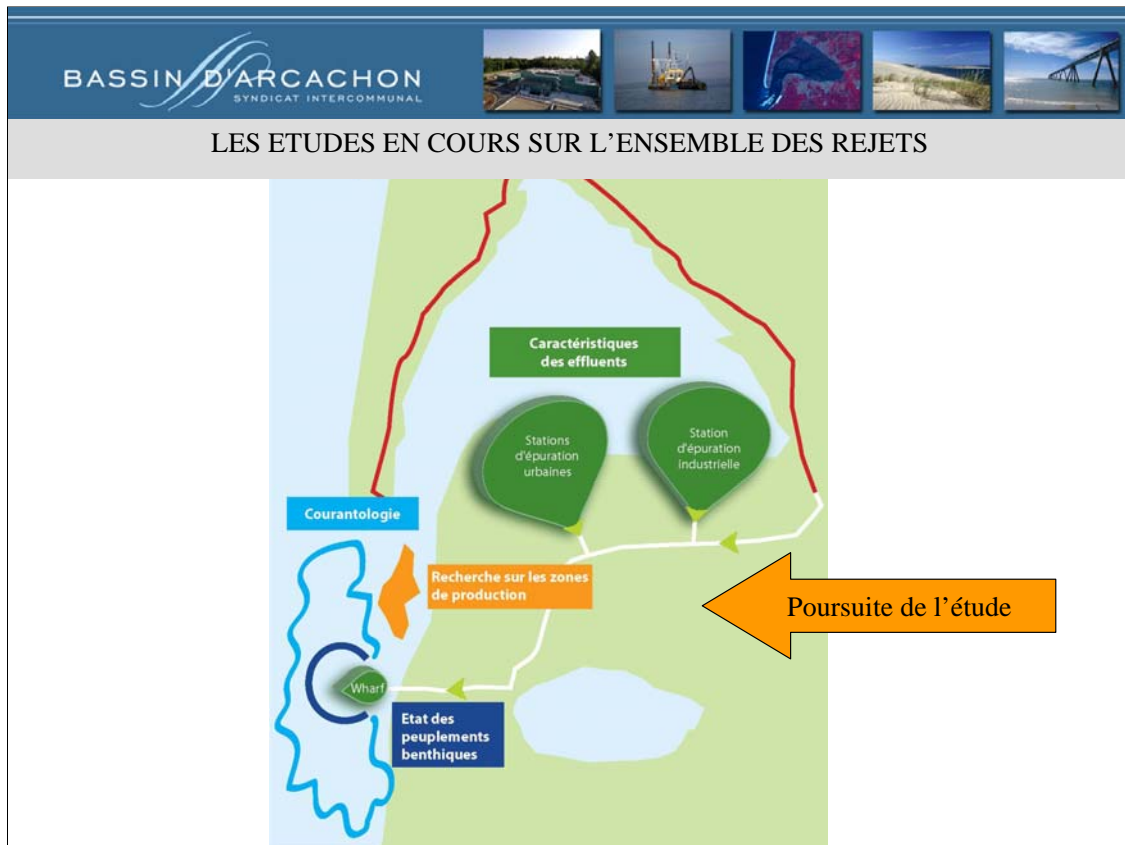 BASSIN D'ARCACHON
SYNDICAT INTERCOMMUNAL
LES ETUDES EN COURS SUR L'ENSEMBLE DES REJETS
Caractéristiques
des effluents
Stations
d'épuration
urbaines
Station
d'épuration
industrielle
Courantologie
Recherche sur les zones
de production
Poursuite de l'étude
Wharf
Etat des
peuplements
benthiques